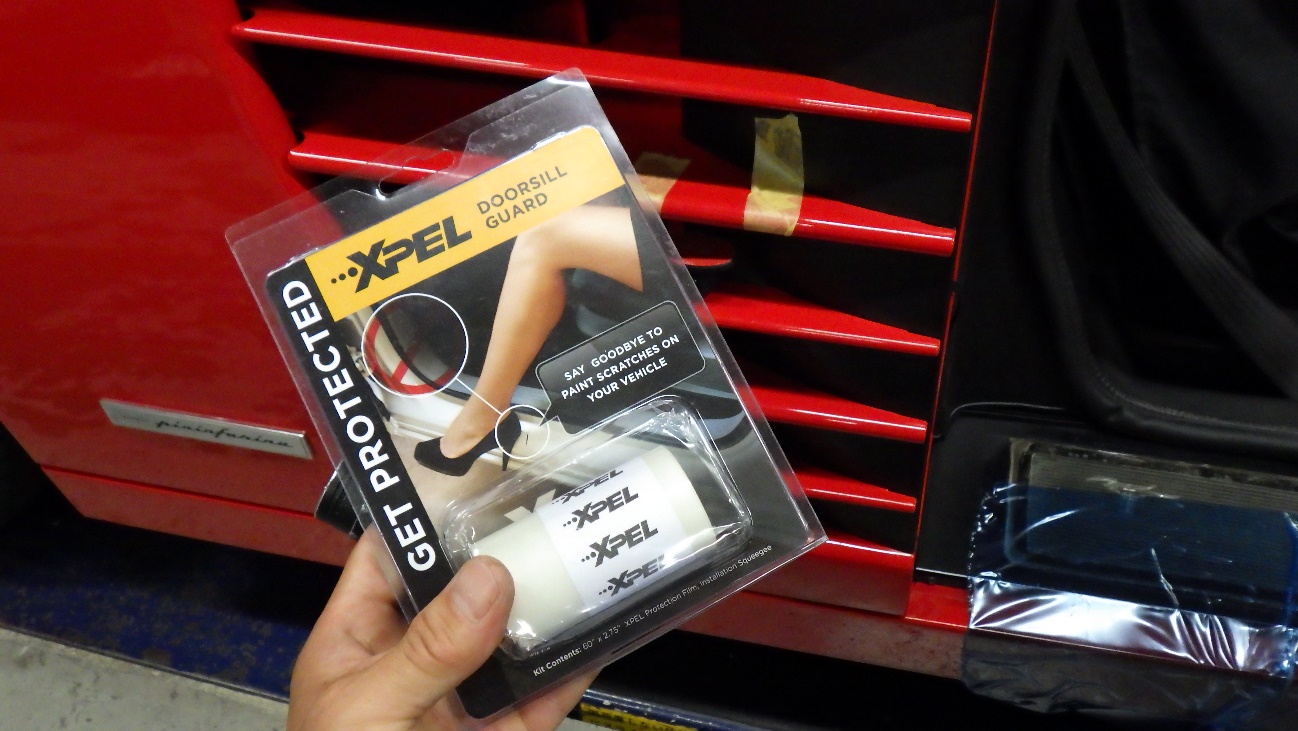 XPEL
DOORSILL
GUARD
GET PROTECTED
SAY GOODBYE TO
PAINT SCRATCHES ON
YOUR VEHICLE
XPEL
XPEL
XPEL
XPEL
Kit Contents: 60" x 2.75" XPEL Protection Film, Installation Squeegee
pininfarina